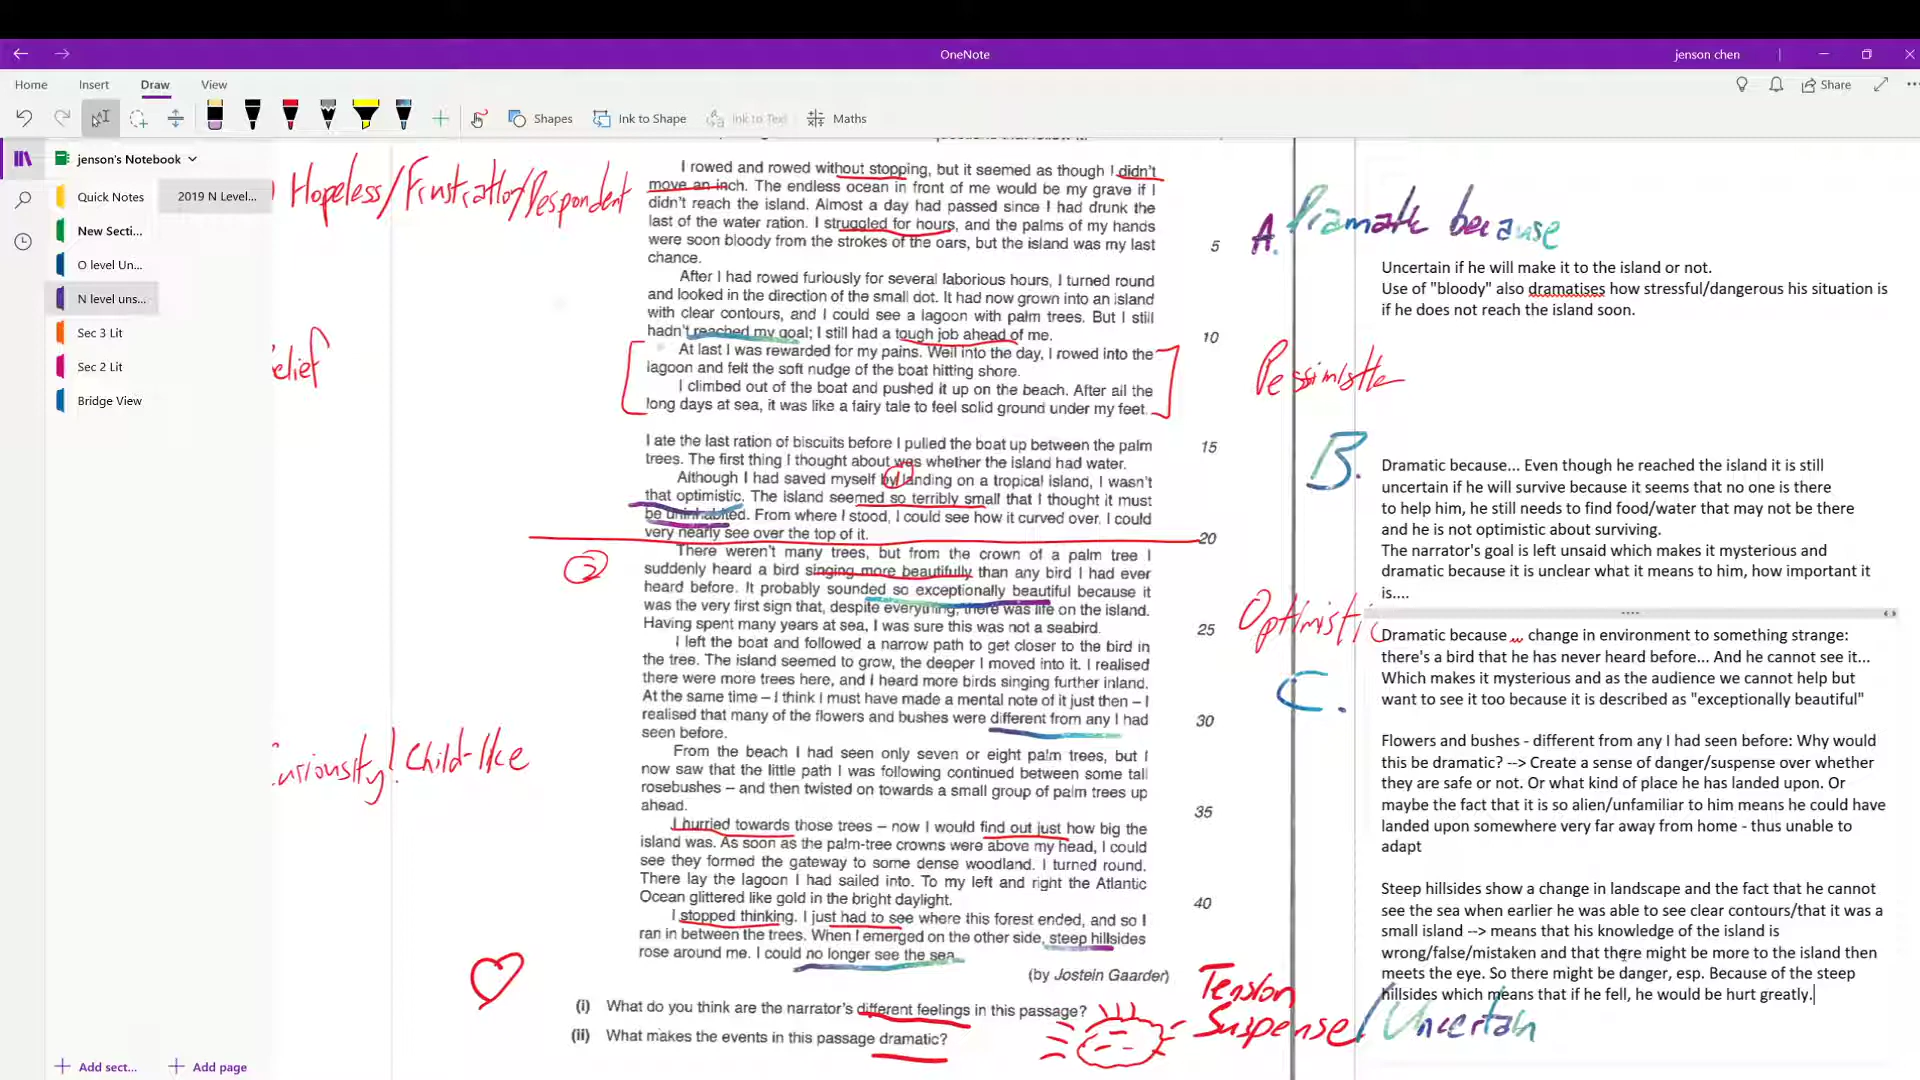 OneNote
jenson chen
Home
Insert
Draw
View
Share
Shapes
Ink to Shape
Ink to Text
Maths
jenson's Notebook
Quick Notes
New Secti...
O level Un...
N level uns...
Sec 3 Lit
Sec 2 Lit
Bridge View
2019 N Level...
Add sect...
Add page
Hopeless/Frustration/Despondent
elief
uriousity! Child-like
I rowed and rowed without stopping, but it seemed as though I didn't
move an inch. The endless ocean in front of me would be my grave if I
didn't reach the island. Almost a day had passed since I had drunk the
last of the water ration. I struggled for hours, and the palms of my hands
were soon bloody from the strokes of the oars, but the island was my last 5
chance.
After I had rowed furiously for several laborious hours, I turned round
and looked in the direction of the small dot. It had now grown into an island
with clear contours, and I could see a lagoon with palm trees. But I still
hadn't reached my goal; I still had a tough job ahead of me. 10
At last I was rewarded for my pains. Well into the day, I rowed into the
lagoon and felt the soft nudge of the boat hitting shore.
I climbed out of the boat and pushed it up on the beach. After all the
long days at sea, it was like a fairy tale to feel solid ground under my feet.
I ate the last ration of biscuits before I pulled the boat up between the palm 15
trees. The first thing I thought about was whether the island had water.
1
Although I had saved myself by landing on a tropical island, I wasn't
that optimistic. The island seemed so terribly small that I thought it must
be uninhabited. From where I stood, I could see how it curved over. I could
very nearly see over the top of it. 20
2
There weren't many trees, but from the crown of a palm tree I
suddenly heard a bird singing more beautifully than any bird I had ever
heard before. It probably sounded so exceptionally beautiful because it
was the very first sign that, despite everything, there was life on the island.
Having spent many years at sea, I was sure this was not a seabird. 25
I left the boat and followed a narrow path to get closer to the bird in
the tree. The island seemed to grow, the deeper I moved into it. I realised
there were more trees here, and I heard more birds singing further inland.
At the same time – I think I must have made a mental note of it just then – I
realised that many of the flowers and bushes were different from any I had 30
seen before.
From the beach I had seen only seven or eight palm trees, but I
now saw that the little path I was following continued between some tall
rosebushes – and then twisted on towards a small group of palm trees up
ahead. 35
I hurried towards those trees – now I would find out just how big the
island was. As soon as the palm-tree crowns were above my head, I could
see they formed the gateway to some dense woodland. I turned round.
There lay the lagoon I had sailed into. To my left and right the Atlantic
Ocean glittered like gold in the bright daylight. 40
I stopped thinking. I just had to see where this forest ended, and so I
ran in between the trees. When I emerged on the other side, steep hillsides
rose around me. I could no longer see the sea.
(by Jostein Gaarder)
(i) What do you think are the narrator's different feelings in this passage?
(ii) What makes the events in this passage dramatic?
Tension
Suspense/Uncertain
A. Dramatic because
Uncertain if he will make it to the island or not.
Use of "bloody" also dramatises how stressful/dangerous his situation is
if he does not reach the island soon.
Pessimistic
B.
Dramatic because... Even though he reached the island it is still
uncertain if he will survive because it seems that no one is there
to help him, he still needs to find food/water that may not be there
and he is not optimistic about surviving.
The narrator's goal is left unsaid which makes it mysterious and
dramatic because it is unclear what it means to him, how important it
is....
Optimistic
C.
Dramatic because ... change in environment to something strange:
there's a bird that he has never heard before... And he cannot see it...
Which makes it mysterious and as the audience we cannot help but
want to see it too because it is described as "exceptionally beautiful"
Flowers and bushes - different from any I had seen before: Why would
this be dramatic? --> Create a sense of danger/suspense over whether
they are safe or not. Or what kind of place he has landed upon. Or
maybe the fact that it is so alien/unfamiliar to him means he could have
landed upon somewhere very far away from home - thus unable to
adapt
Steep hillsides show a change in landscape and the fact that he cannot
see the sea when earlier he was able to see clear contours/that it was a
small island --> means that his knowledge of the island is
wrong/false/mistaken and that there might be more to the island then
meets the eye. So there might be danger, esp. Because of the steep
hillsides which means that if he fell, he would be hurt greatly.